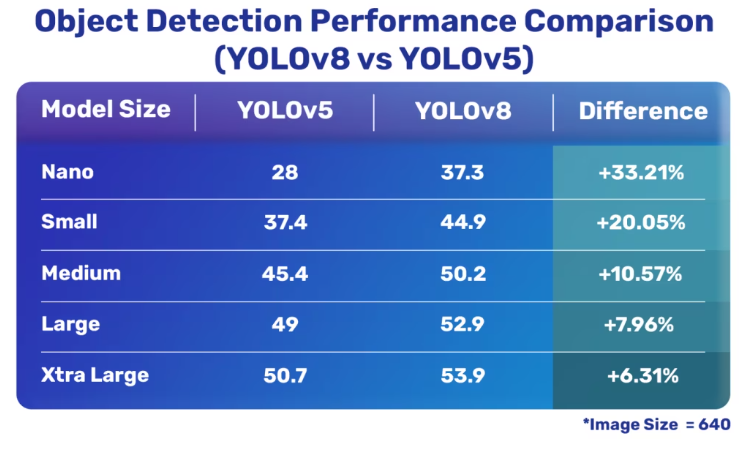 Object Detection Performance Comparison
(YOLOv8 vs YOLOv5)
Model Size YOLOv5 YOLOv8 Difference
Nano 28 37.3 +33.21%
Small 37.4 44.9 +20.05%
Medium 45.4 50.2 +10.57%
Large 49 52.9 +7.96%
Xtra Large 50.7 53.9 +6.31%
*Image Size = 640